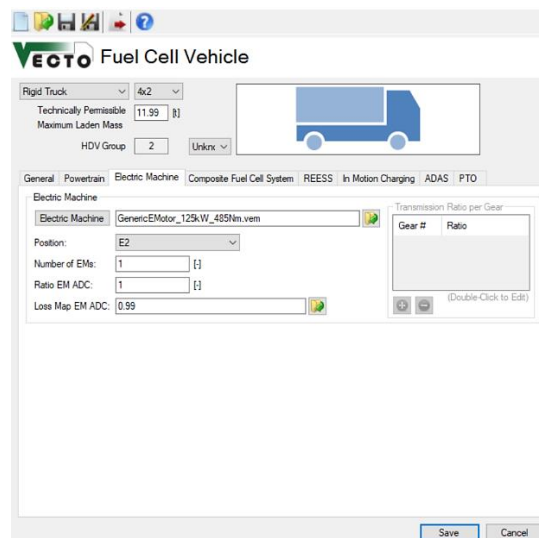 VECTO Fuel Cell Vehicle
Rigid Truck 4x2
Technically Permissible Maximum Laden Mass 11.99 [t]
HDV Group 2 Unkno
General Powertrain Electric Machine Composite Fuel Cell System REESS In Motion Charging ADAS PTO
Electric Machine
Electric Machine GenericEMotor_125kW_485Nm.vem
Position: E2
Number of EMs: 1 [-]
Ratio EM ADC: 1 [-]
Loss Map EM ADC: 0.99
Transmission Ratio per Gear
Gear # Ratio
(Double-Click to Edit)
Save Cancel